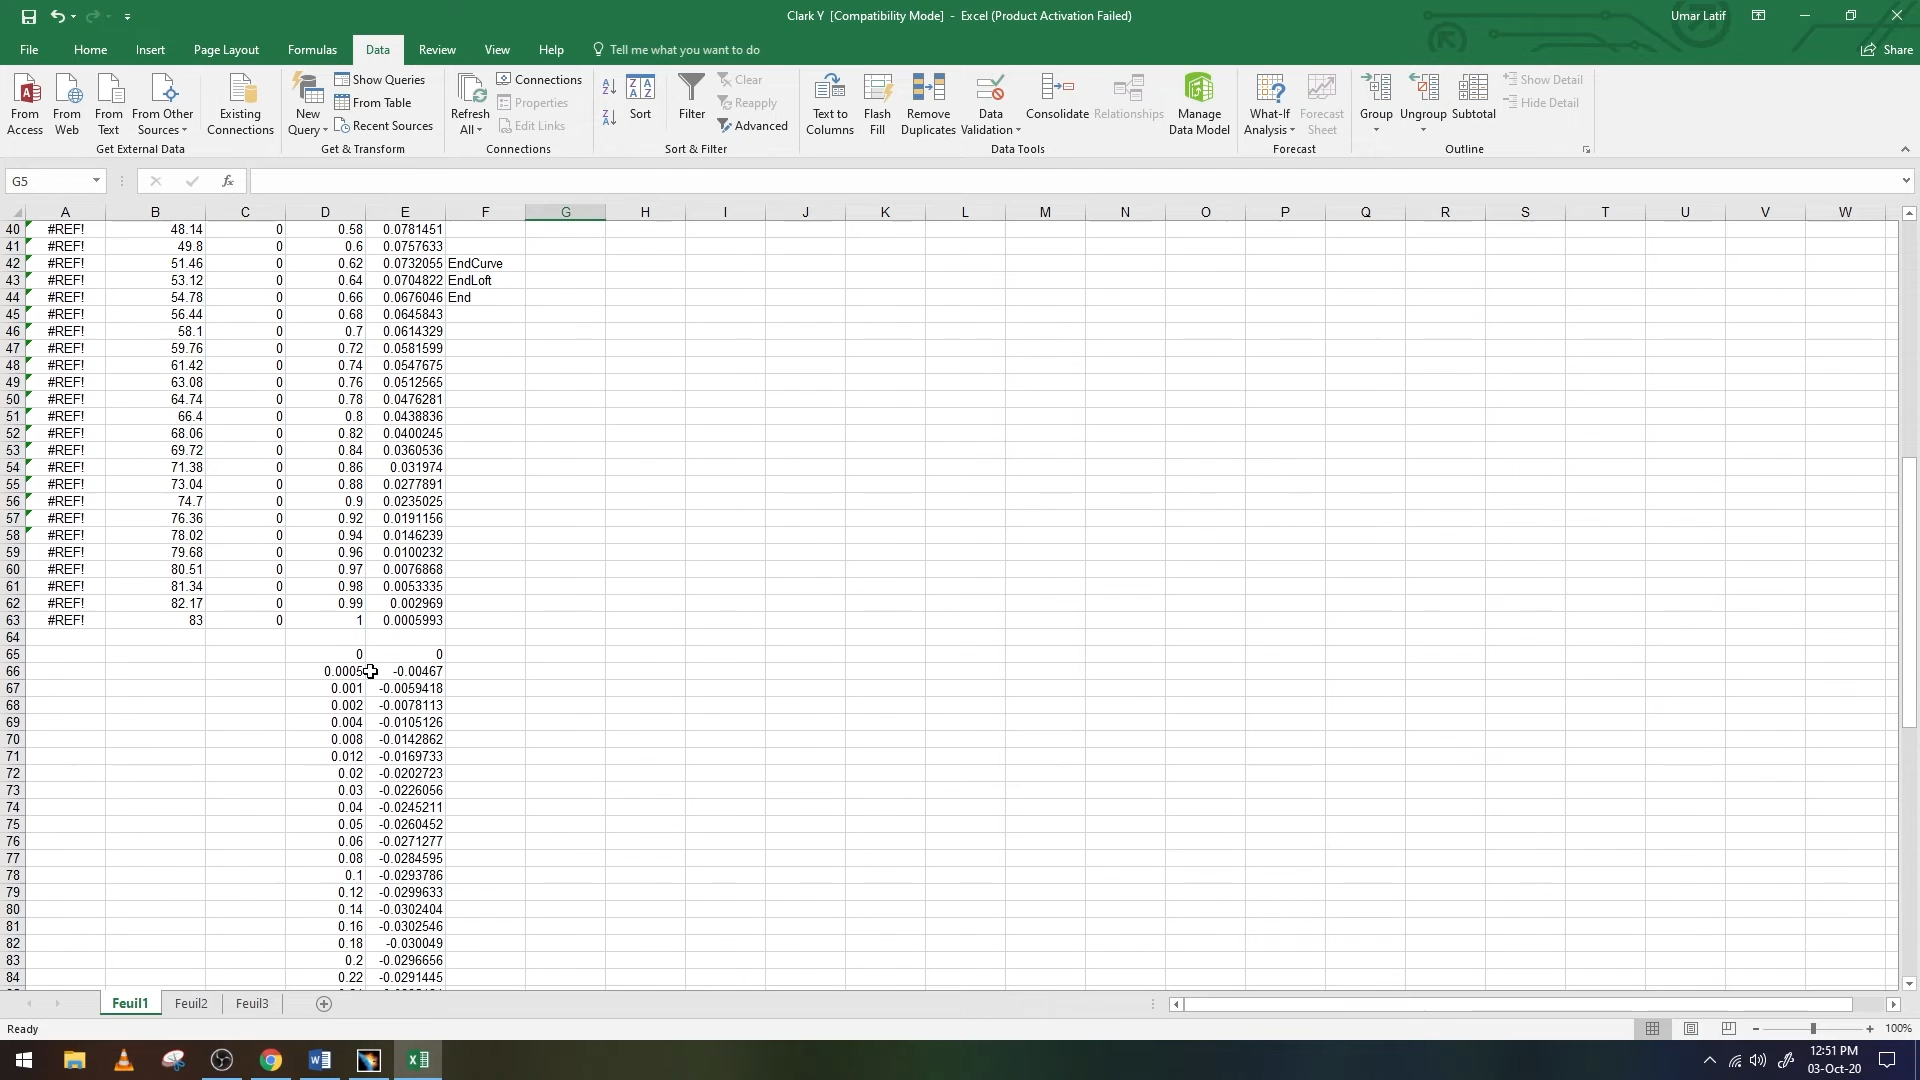 Clark Y [Compatibility Mode] - Excel (Product Activation Failed)
Umar Latif
File Home Insert Page Layout Formulas Data Review View Help Tell me what you want to do Share
From Access
From Web
From Text
From Other Sources
Existing Connections
Get External Data
New Query
Show Queries
From Table
Recent Sources
Get & Transform
Refresh All
Connections
Properties
Edit Links
Connections
Sort
Filter
Clear
Reapply
Advanced
Sort & Filter
Text to Columns
Flash Fill
Remove Duplicates
Data Validation
Consolidate
Relationships
Manage Data Model
Data Tools
What-If Analysis
Forecast Sheet
Forecast
Group
Ungroup
Subtotal
Show Detail
Hide Detail
Outline
G5 fx
A B C D E F G H I J K L M N O P Q R S T U V W
40 #REF! 48.14 0 0.58 0.0781451
41 #REF! 49.8 0 0.6 0.0757633
42 #REF! 51.46 0 0.62 0.0732055 EndCurve
43 #REF! 53.12 0 0.64 0.0704822 EndLoft
44 #REF! 54.78 0 0.66 0.0676046 End
45 #REF! 56.44 0 0.68 0.0645843
46 #REF! 58.1 0 0.7 0.0614329
47 #REF! 59.76 0 0.72 0.0581599
48 #REF! 61.42 0 0.74 0.0547675
49 #REF! 63.08 0 0.76 0.0512565
50 #REF! 64.74 0 0.78 0.0476281
51 #REF! 66.4 0 0.8 0.0438836
52 #REF! 68.06 0 0.82 0.0400245
53 #REF! 69.72 0 0.84 0.0360536
54 #REF! 71.38 0 0.86 0.031974
55 #REF! 73.04 0 0.88 0.0277891
56 #REF! 74.7 0 0.9 0.0235025
57 #REF! 76.36 0 0.92 0.0191156
58 #REF! 78.02 0 0.94 0.0146239
59 #REF! 79.68 0 0.96 0.0100232
60 #REF! 80.51 0 0.97 0.0076868
61 #REF! 81.34 0 0.98 0.0053335
62 #REF! 82.17 0 0.99 0.002969
63 #REF! 83 0 1 0.0005993
64
65 0 0
66 0.0005 -0.00467
67 0.001 -0.0059418
68 0.002 -0.0078113
69 0.004 -0.0105126
70 0.008 -0.0142862
71 0.012 -0.0169733
72 0.02 -0.0202723
73 0.03 -0.0226056
74 0.04 -0.0245211
75 0.05 -0.0260452
76 0.06 -0.0271277
77 0.08 -0.0284595
78 0.1 -0.0293786
79 0.12 -0.0299633
80 0.14 -0.0302404
81 0.16 -0.0302546
82 0.18 -0.030049
83 0.2 -0.0296656
84 0.22 -0.0291445
Feuil1 Feuil2 Feuil3
Ready
100%
12:51 PM
03-Oct-20